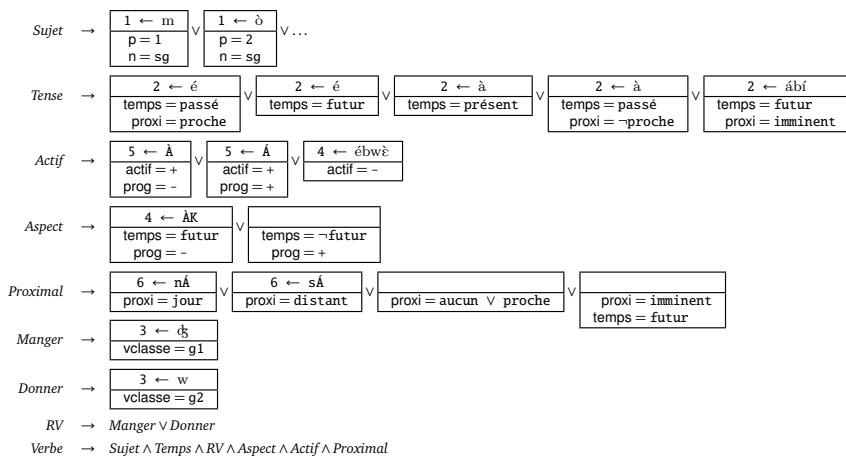 Sujet → 1 ← m ∨ 1 ← ò ∨ ...
p = 1 p = 2
n = sg n = sg
Tense → 2 ← é ∨ 2 ← é ∨ 2 ← à ∨ 2 ← à ∨ 2 ← ábí
temps = passé temps = futur temps = présent temps = passé temps = futur
proxi = proche proxi = ¬proche proxi = imminent
Actif → 5 ← À ∨ 5 ← Á ∨ 4 ← ébwɛ̀
actif = + actif = + actif = -
prog = - prog = +
Aspect → 4 ← ÀK ∨
temps = futur temps = ¬futur
prog = - prog = +
Proximal → 6 ← nÁ ∨ 6 ← sÁ ∨ ∨
proxi = jour proxi = distant proxi = aucun ∨ proche proxi = imminent
temps = futur
Manger → 3 ← ʤ
vclasse = g1
Donner → 3 ← w
vclasse = g2
RV → Manger ∨ Donner
Verbe → Sujet ∧ Temps ∧ RV ∧ Aspect ∧ Actif ∧ Proximal